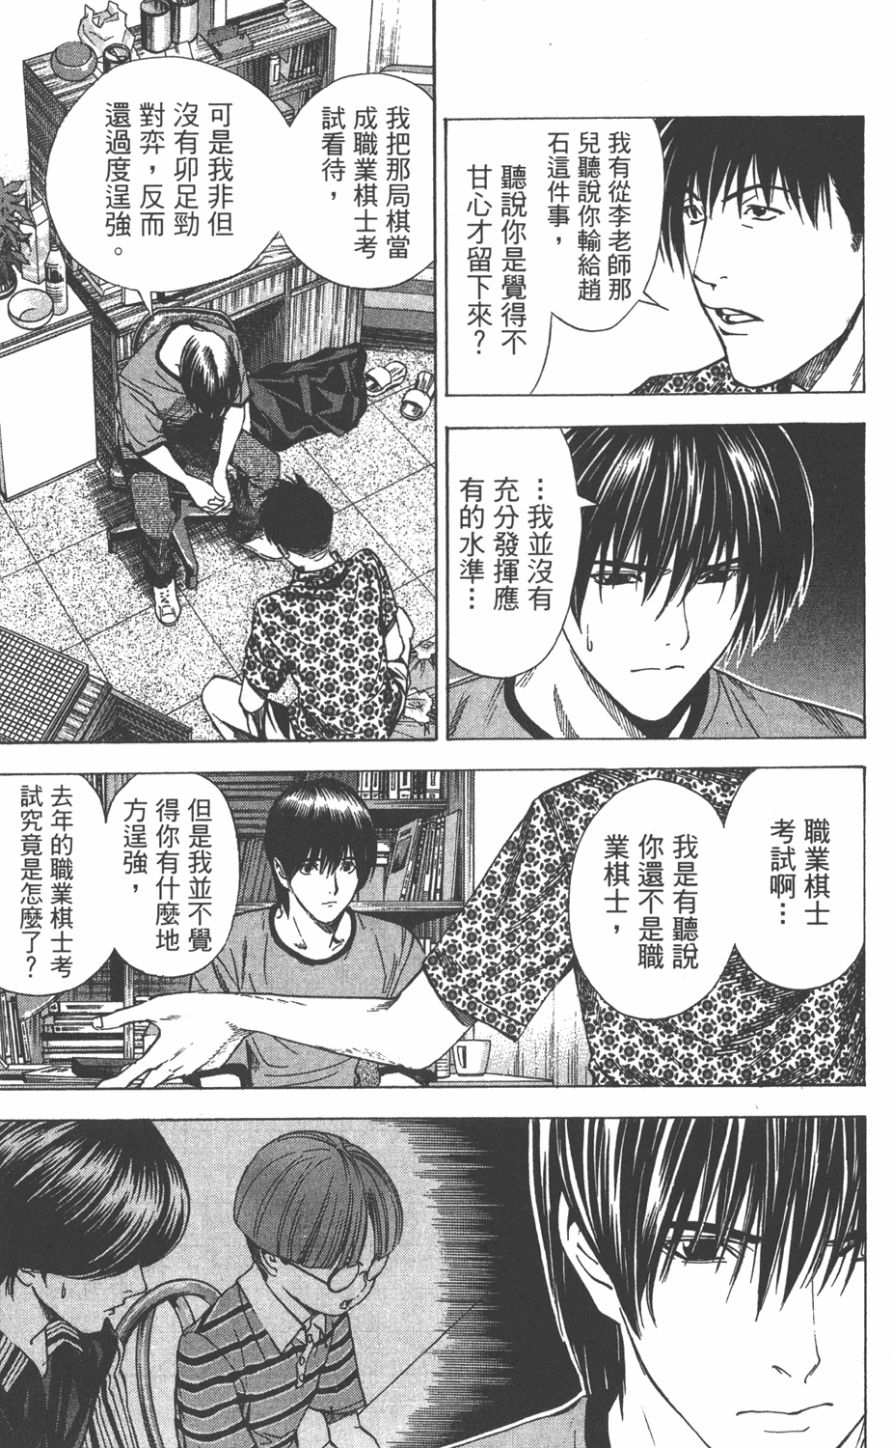 我有從李老師那
兒聽說你輸給趙
石這件事，
聽說你是覺得不
甘心才留下來？
…我並沒有
充分發揮應
有的水準…
我把那局棋當
成職業棋士考
試看待，
可是我非但
沒有卯足勁
對弈，反而
還過度逞強。
職業棋士
考試啊…
我是有聽說
你還不是職
業棋士，
但是我並不覺
得你有什麼地
方逞強，
去年的職業棋士考
試究竟是怎麼了？